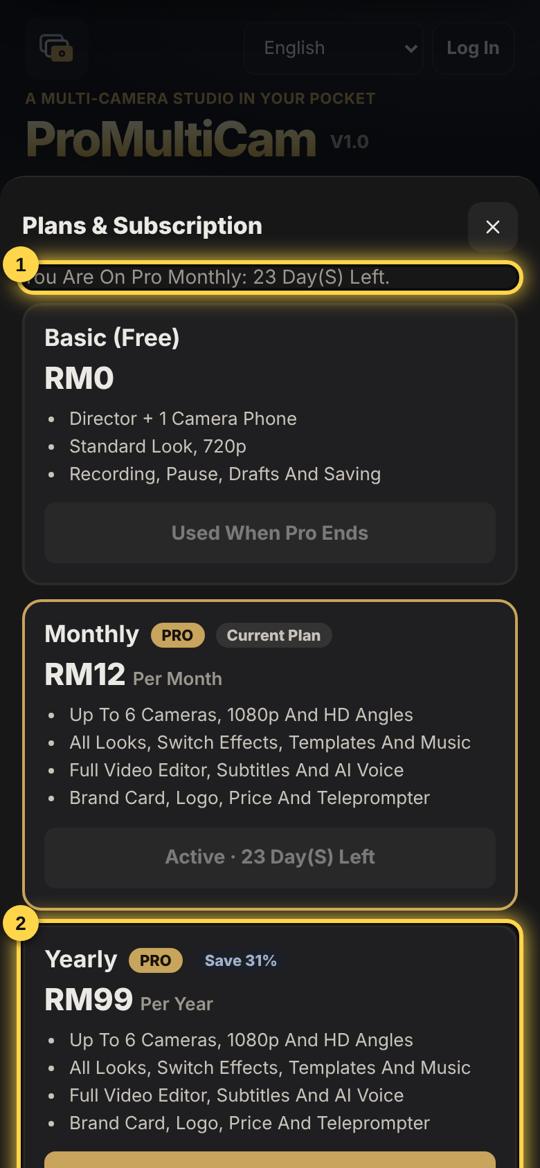 English
Log In
A MULTI-CAMERA STUDIO IN YOUR POCKET
ProMultiCam V1.0
Plans & Subscription
1
You Are On Pro Monthly: 23 Day(S) Left.
Basic (Free)
RM0
• Director + 1 Camera Phone
• Standard Look, 720p
• Recording, Pause, Drafts And Saving
Used When Pro Ends
Monthly PRO Current Plan
RM12 Per Month
• Up To 6 Cameras, 1080p And HD Angles
• All Looks, Switch Effects, Templates And Music
• Full Video Editor, Subtitles And AI Voice
• Brand Card, Logo, Price And Teleprompter
Active · 23 Day(S) Left
2
Yearly PRO Save 31%
RM99 Per Year
• Up To 6 Cameras, 1080p And HD Angles
• All Looks, Switch Effects, Templates And Music
• Full Video Editor, Subtitles And AI Voice
• Brand Card, Logo, Price And Teleprompter